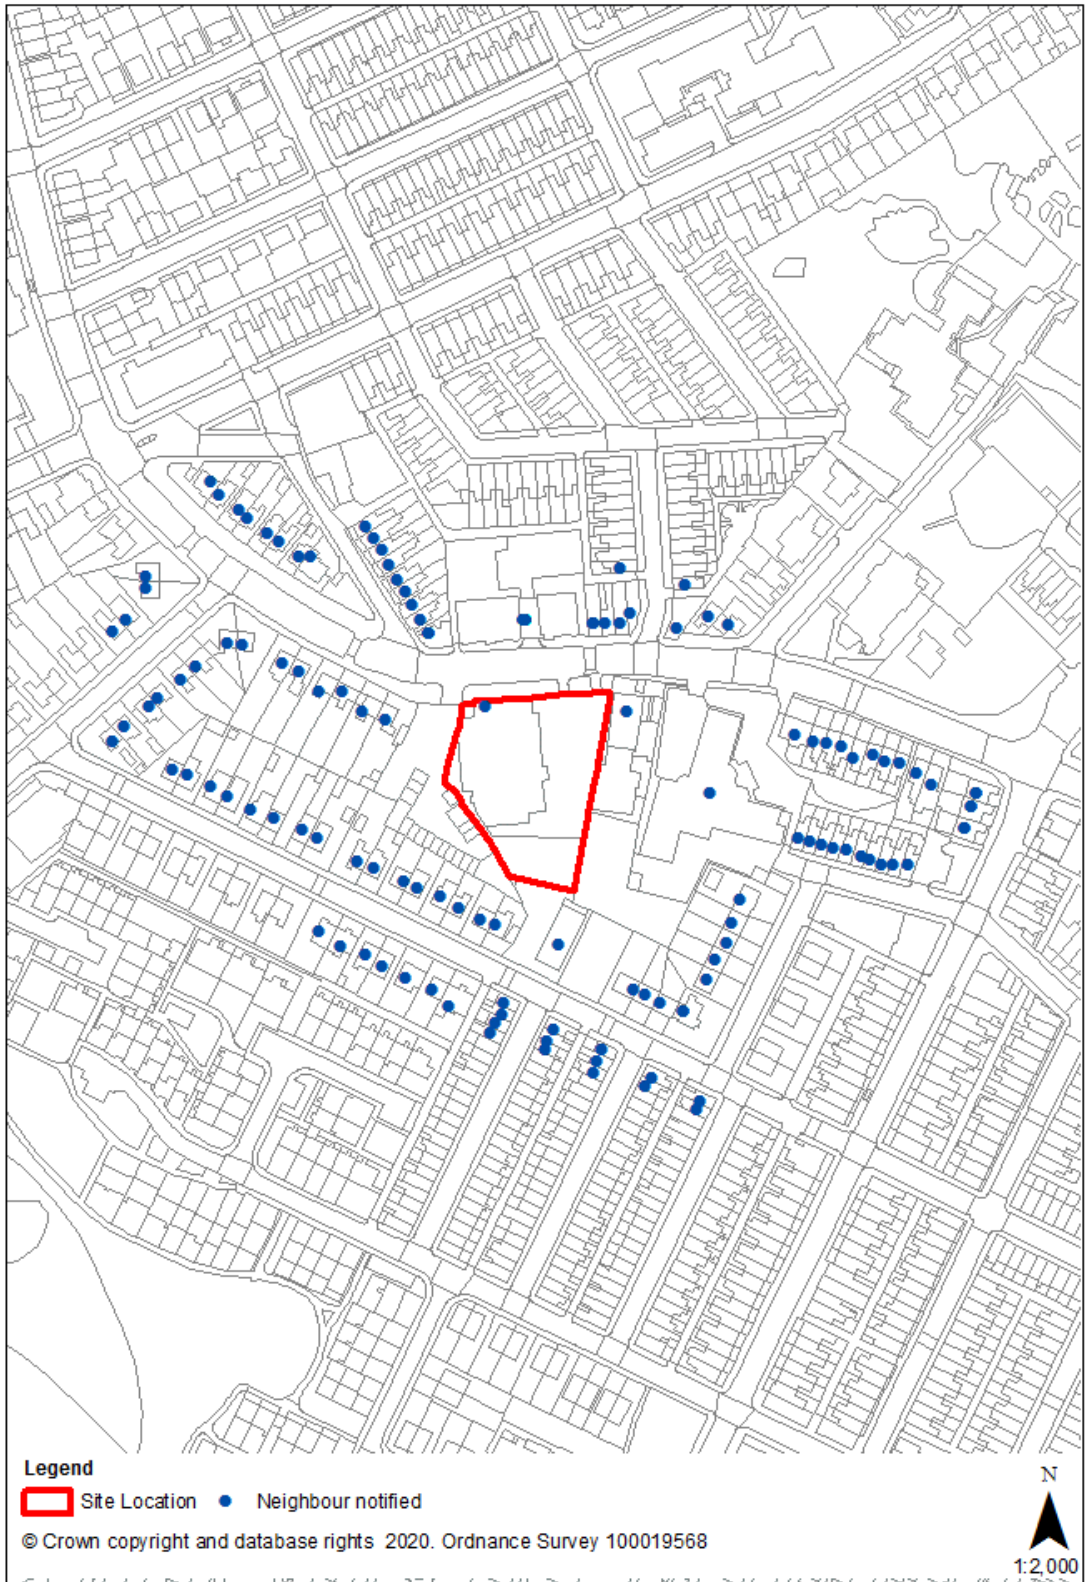 Legend
Site Location Neighbour notified
N
© Crown copyright and database rights 2020. Ordnance Survey 100019568
1:2,000